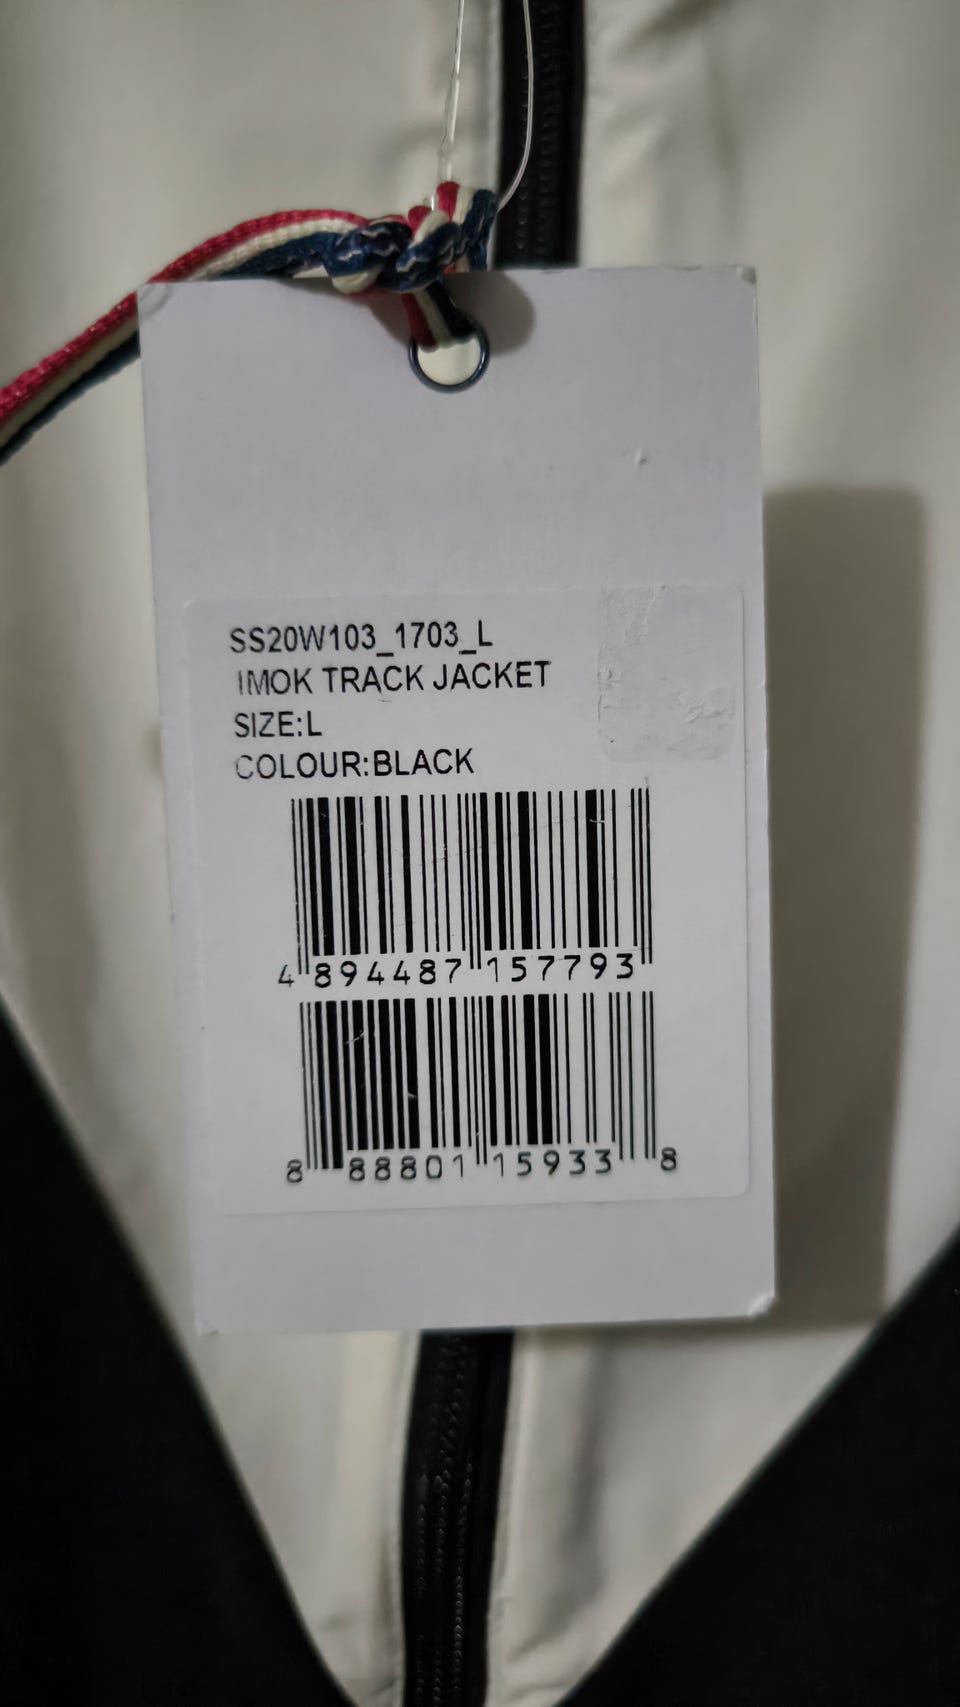 SS20W103_1703_L
IMOK TRACK JACKET
SIZE:L
COLOUR:BLACK
4 894487 157793
8 88801 15933 8